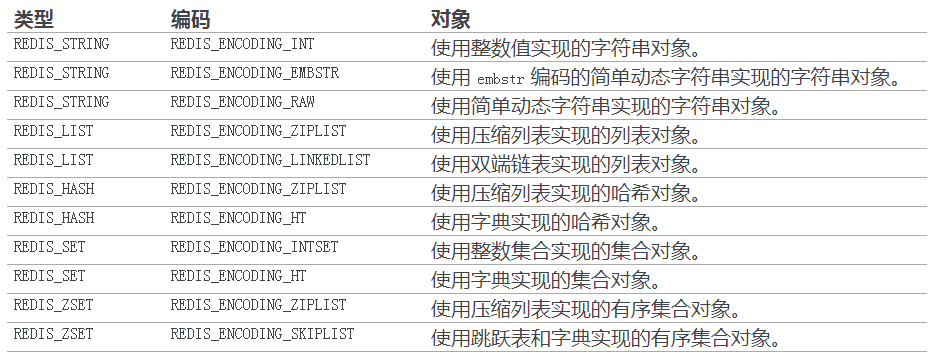 类型 编码 对象
REDIS_STRING REDIS_ENCODING_INT 使用整数值实现的字符串对象。
REDIS_STRING REDIS_ENCODING_EMBSTR 使用 embstr 编码的简单动态字符串实现的字符串对象。
REDIS_STRING REDIS_ENCODING_RAW 使用简单动态字符串实现的字符串对象。
REDIS_LIST REDIS_ENCODING_ZIPLIST 使用压缩列表实现的列表对象。
REDIS_LIST REDIS_ENCODING_LINKEDLIST 使用双端链表实现的列表对象。
REDIS_HASH REDIS_ENCODING_ZIPLIST 使用压缩列表实现的哈希对象。
REDIS_HASH REDIS_ENCODING_HT 使用字典实现的哈希对象。
REDIS_SET REDIS_ENCODING_INTSET 使用整数集合实现的集合对象。
REDIS_SET REDIS_ENCODING_HT 使用字典实现的集合对象。
REDIS_ZSET REDIS_ENCODING_ZIPLIST 使用压缩列表实现的有序集合对象。
REDIS_ZSET REDIS_ENCODING_SKIPLIST 使用跳跃表和字典实现的有序集合对象。